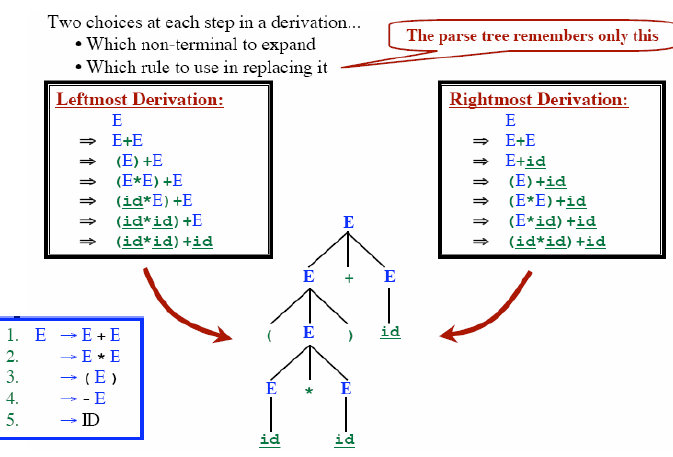 Two choices at each step in a derivation...
• Which non-terminal to expand
• Which rule to use in replacing it
The parse tree remembers only this
Leftmost Derivation:
E
⇒ E+E
⇒ (E)+E
⇒ (E*E)+E
⇒ (id*E)+E
⇒ (id*id)+E
⇒ (id*id)+id
Rightmost Derivation:
E
⇒ E+E
⇒ E+id
⇒ (E)+id
⇒ (E*E)+id
⇒ (E*id)+id
⇒ (id*id)+id
E
E + E
( E ) id
E * E
id id
1. E → E + E
2. → E * E
3. → ( E )
4. → - E
5. → ID